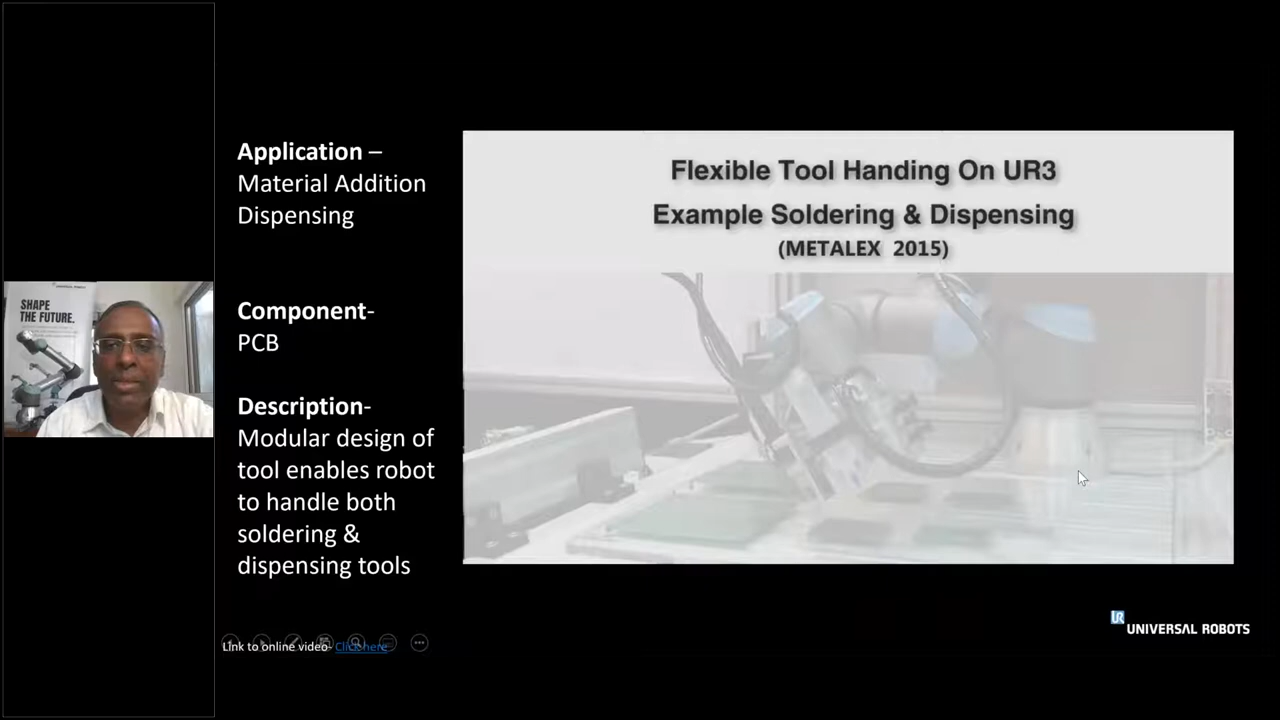 Application –
Material Addition
Dispensing
Component-
PCB
Description-
Modular design of
tool enables robot
to handle both
soldering &
dispensing tools
Link to online video- Click here
Flexible Tool Handing On UR3
Example Soldering & Dispensing
(METALEX 2015)
SHAPE
THE FUTURE.
UR
UNIVERSAL ROBOTS